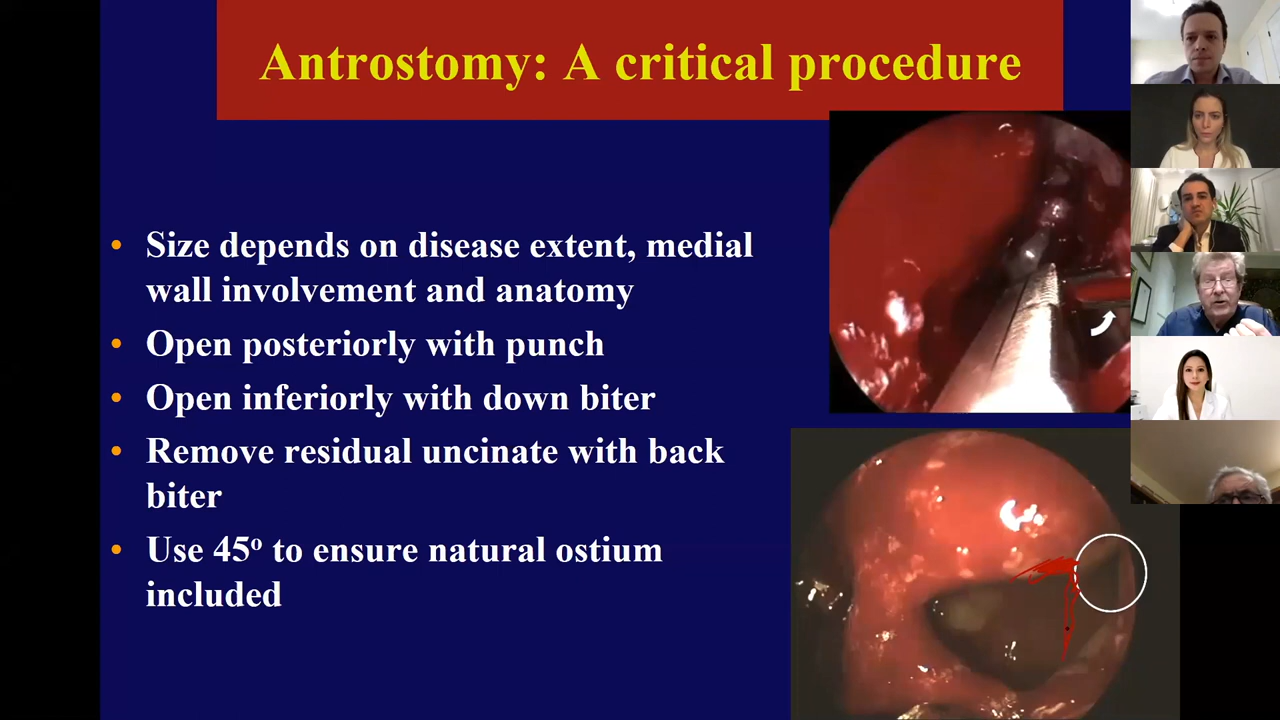 Antrostomy: A critical procedure
• Size depends on disease extent, medial
wall involvement and anatomy
• Open posteriorly with punch
• Open inferiorly with down biter
• Remove residual uncinate with back
biter
• Use 45º to ensure natural ostium
included